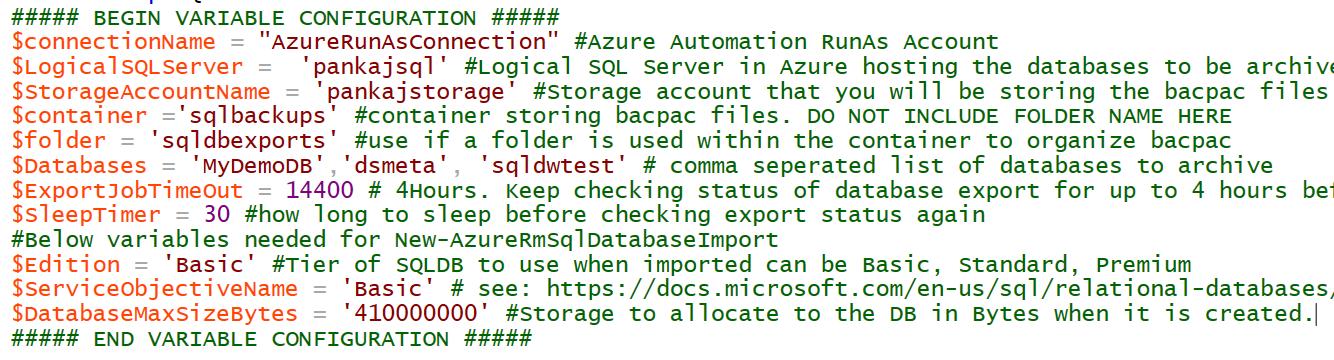 ##### BEGIN VARIABLE CONFIGURATION #####
$connectionName = "AzureRunAsConnection" #Azure Automation RunAs Account
$LogicalSQLServer =  'pankajsql' #Logical SQL Server in Azure hosting the databases to be archive
$StorageAccountName = 'pankajstorage' #Storage account that you will be storing the bacpac files
$container ='sqlbackups' #container storing bacpac files. DO NOT INCLUDE FOLDER NAME HERE
$folder = 'sqldbexports' #use if a folder is used within the container to organize bacpac
$Databases = 'MyDemoDB','dsmeta', 'sqldwtest' # comma seperated list of databases to archive
$ExportJobTimeOut = 14400 # 4Hours. Keep checking status of database export for up to 4 hours bef
$SleepTimer = 30 #how long to sleep before checking export status again
#Below variables needed for New-AzureRmSqlDatabaseImport
$Edition = 'Basic' #Tier of SQLDB to use when imported can be Basic, Standard, Premium
$ServiceObjectiveName = 'Basic' # see: https://docs.microsoft.com/en-us/sql/relational-databases/
$DatabaseMaxSizeBytes = '410000000' #Storage to allocate to the DB in Bytes when it is created.
##### END VARIABLE CONFIGURATION #####